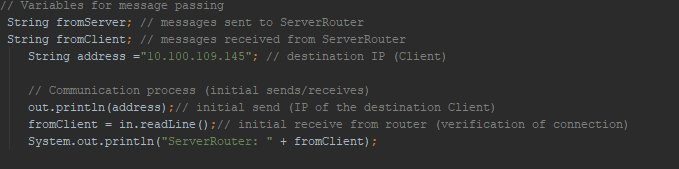 // Variables for message passing
String fromServer; // messages sent to ServerRouter
String fromClient; // messages received from ServerRouter
String address ="10.100.109.145"; // destination IP (Client)
// Communication process (initial sends/receives)
out.println(address);// initial send (IP of the destination Client)
fromClient = in.readLine();// initial receive from router (verification of connection)
System.out.println("ServerRouter: " + fromClient);